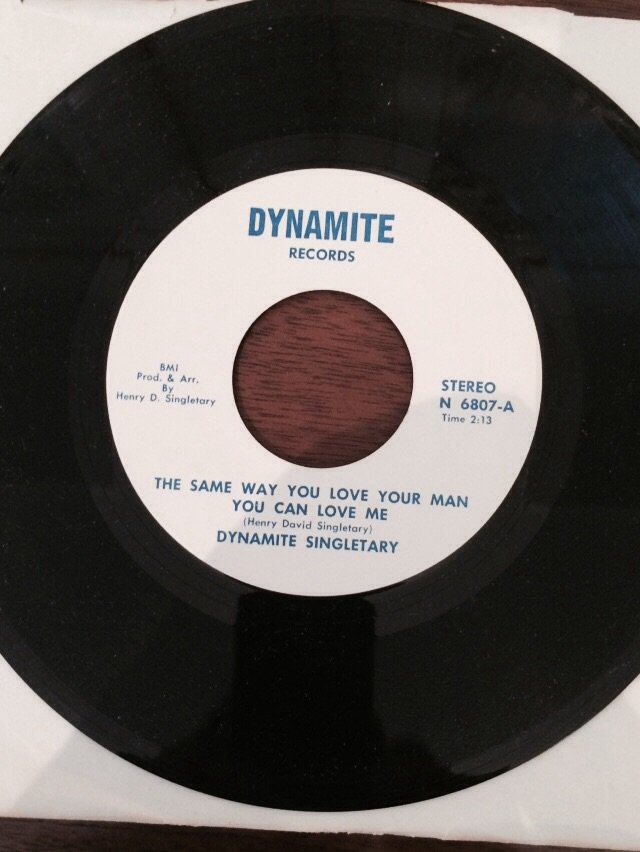 DYNAMITE
RECORDS
BMI
Prod. & Arr.
By
Henry D. Singletary
STEREO
N 6807-A
Time 2:13
THE SAME WAY YOU LOVE YOUR MAN
YOU CAN LOVE ME
(Henry David Singletary)
DYNAMITE SINGLETARY